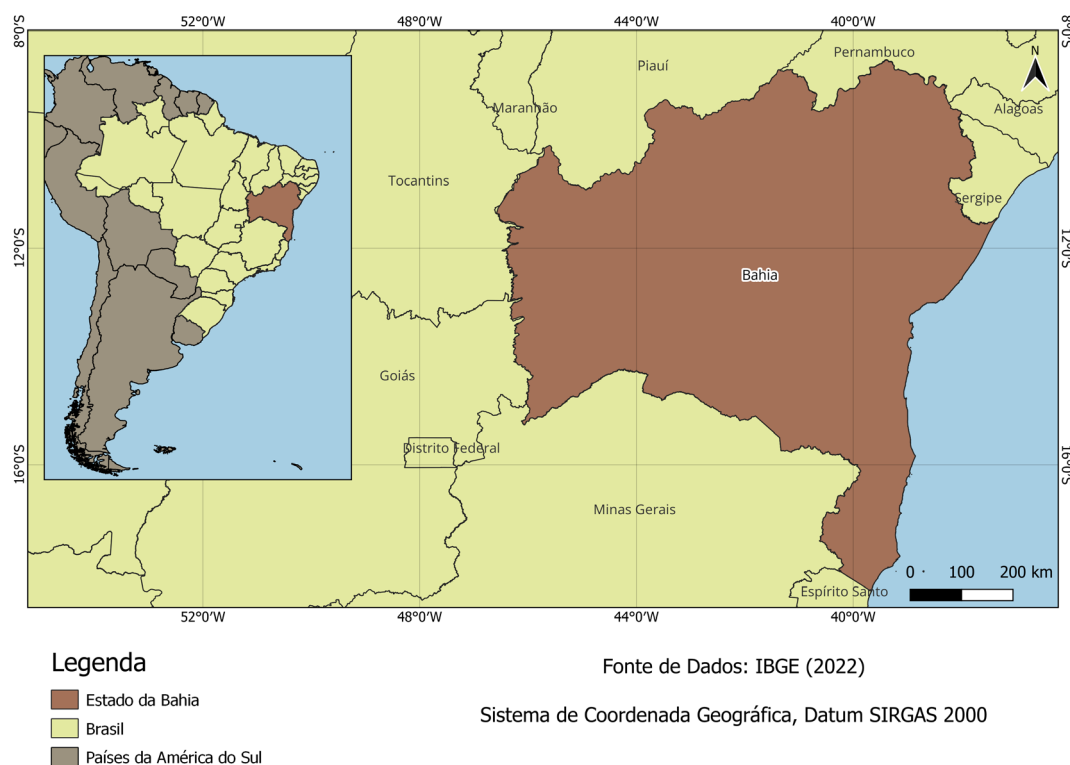 52°0'W 48°0'W 44°0'W 40°0'W
8°0'S
8°0'S
N
Pernambuco
Piauí
Maranhão
Alagoas
Tocantins
Sergipe
12°0'S
12°0'S
Bahia
Goiás
Distrito Federal
16°0'S
16°0'S
Minas Gerais
0 100 200 km
Espírito Santo
52°0'W 48°0'W 44°0'W 40°0'W
Legenda
Estado da Bahia
Brasil
Países da América do Sul
Fonte de Dados: IBGE (2022)
Sistema de Coordenada Geográfica, Datum SIRGAS 2000